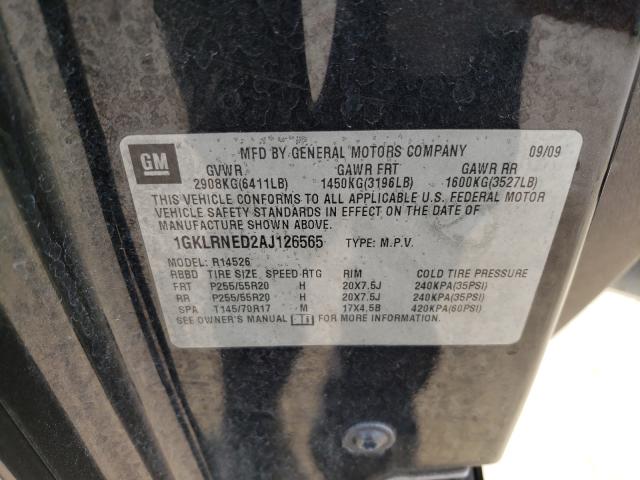 GM
MFD BY GENERAL MOTORS COMPANY 09/09
GVWR GAWR FRT GAWR RR
2908KG(6411LB) 1450KG(3196LB) 1600KG(3527LB)
THIS VEHICLE CONFORMS TO ALL APPLICABLE U.S. FEDERAL MOTOR
VEHICLE SAFETY STANDARDS IN EFFECT ON THE DATE OF
MANUFACTURE SHOWN ABOVE.
1GKLRNED2AJ126565 TYPE: M.P.V.
MODEL: R14526
RBBD TIRE SIZE SPEED RTG RIM COLD TIRE PRESSURE
FRT P255/55R20 H 20X7.5J 240KPA(35PSI)
RR P255/55R20 H 20X7.5J 240KPA(35PSI)
SPA T145/70R17 M 17X4.5B 420KPA(60PSI)
SEE OWNER'S MANUAL FOR MORE INFORMATION.